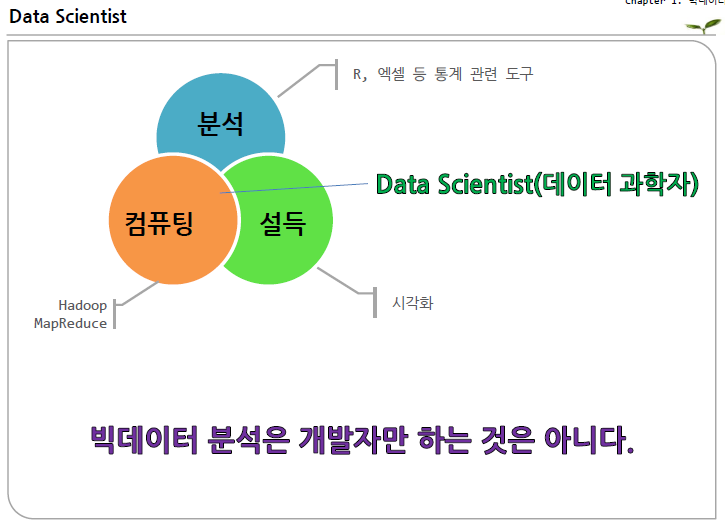 Chapter 1. 빅데이터
Data Scientist
R, 엑셀 등 통계 관련 도구
분석
Data Scientist(데이터 과학자)
컴퓨팅
설득
시각화
Hadoop
MapReduce
빅데이터 분석은 개발자만 하는 것은 아니다.